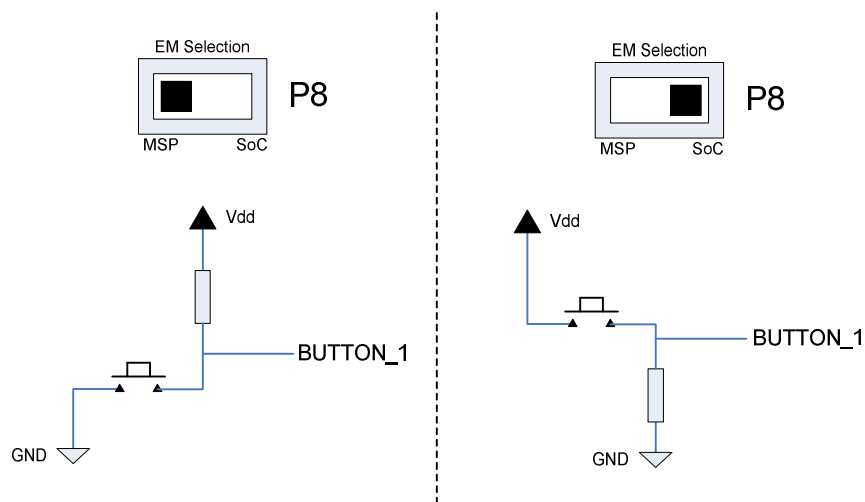 EM Selection
P8
MSP SoC
Vdd
BUTTON_1
GND
EM Selection
P8
MSP SoC
Vdd
BUTTON_1
GND